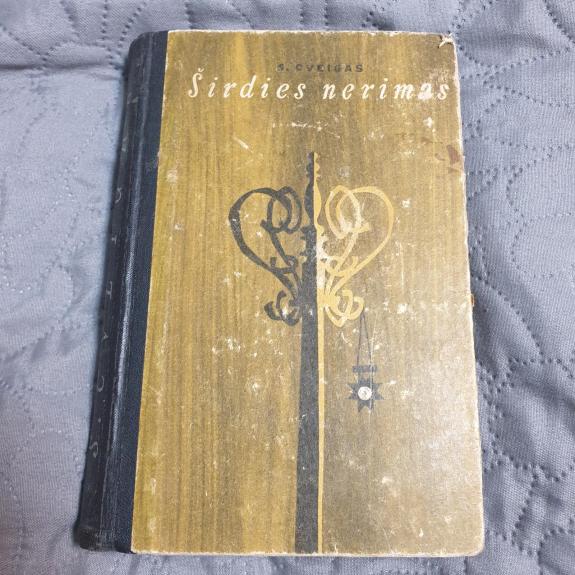 S. CVEIGAS
Širdies nerimas